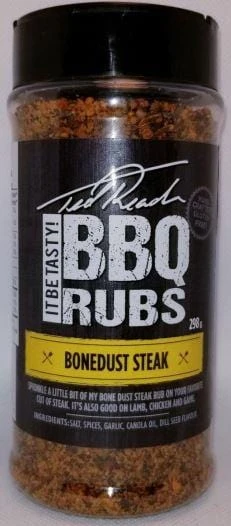 Ted Reader
IT BE TASTY!
BBQ
RUBS
298g
BONEDUST STEAK
SPRINKLE A LITTLE BIT OF MY BONE DUST STEAK RUB ON YOUR FAVOURITE
CUT OF STEAK. IT'S ALSO GOOD ON LAMB, CHICKEN AND GAME.
INGREDIENTS: SALT, SPICES, GARLIC, CANOLA OIL, DILL SEED FLAVOUR.